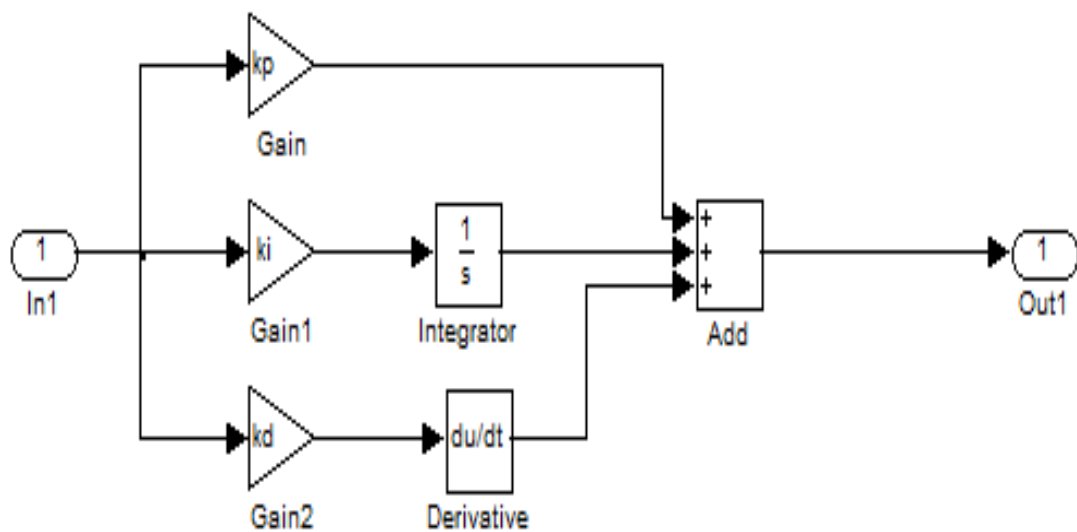 kp
Gain
1
In1
ki
Gain1
1
s
Integrator
+
+
+
Add
1
Out1
kd
Gain2
du/dt
Derivative